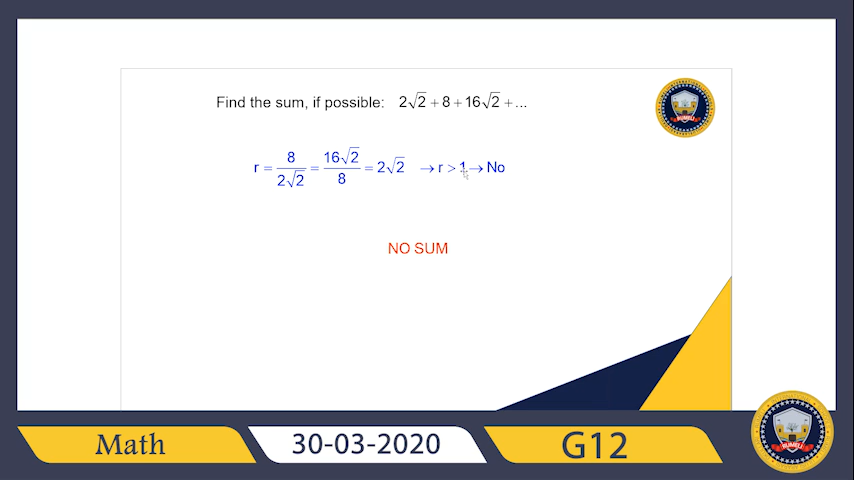 Find the sum, if possible: 2√2 + 8 + 16√2 + ...
r = 8/2√2 = 16√2/8 = 2√2 → r > 1 → No
NO SUM
Math
30-03-2020
G12